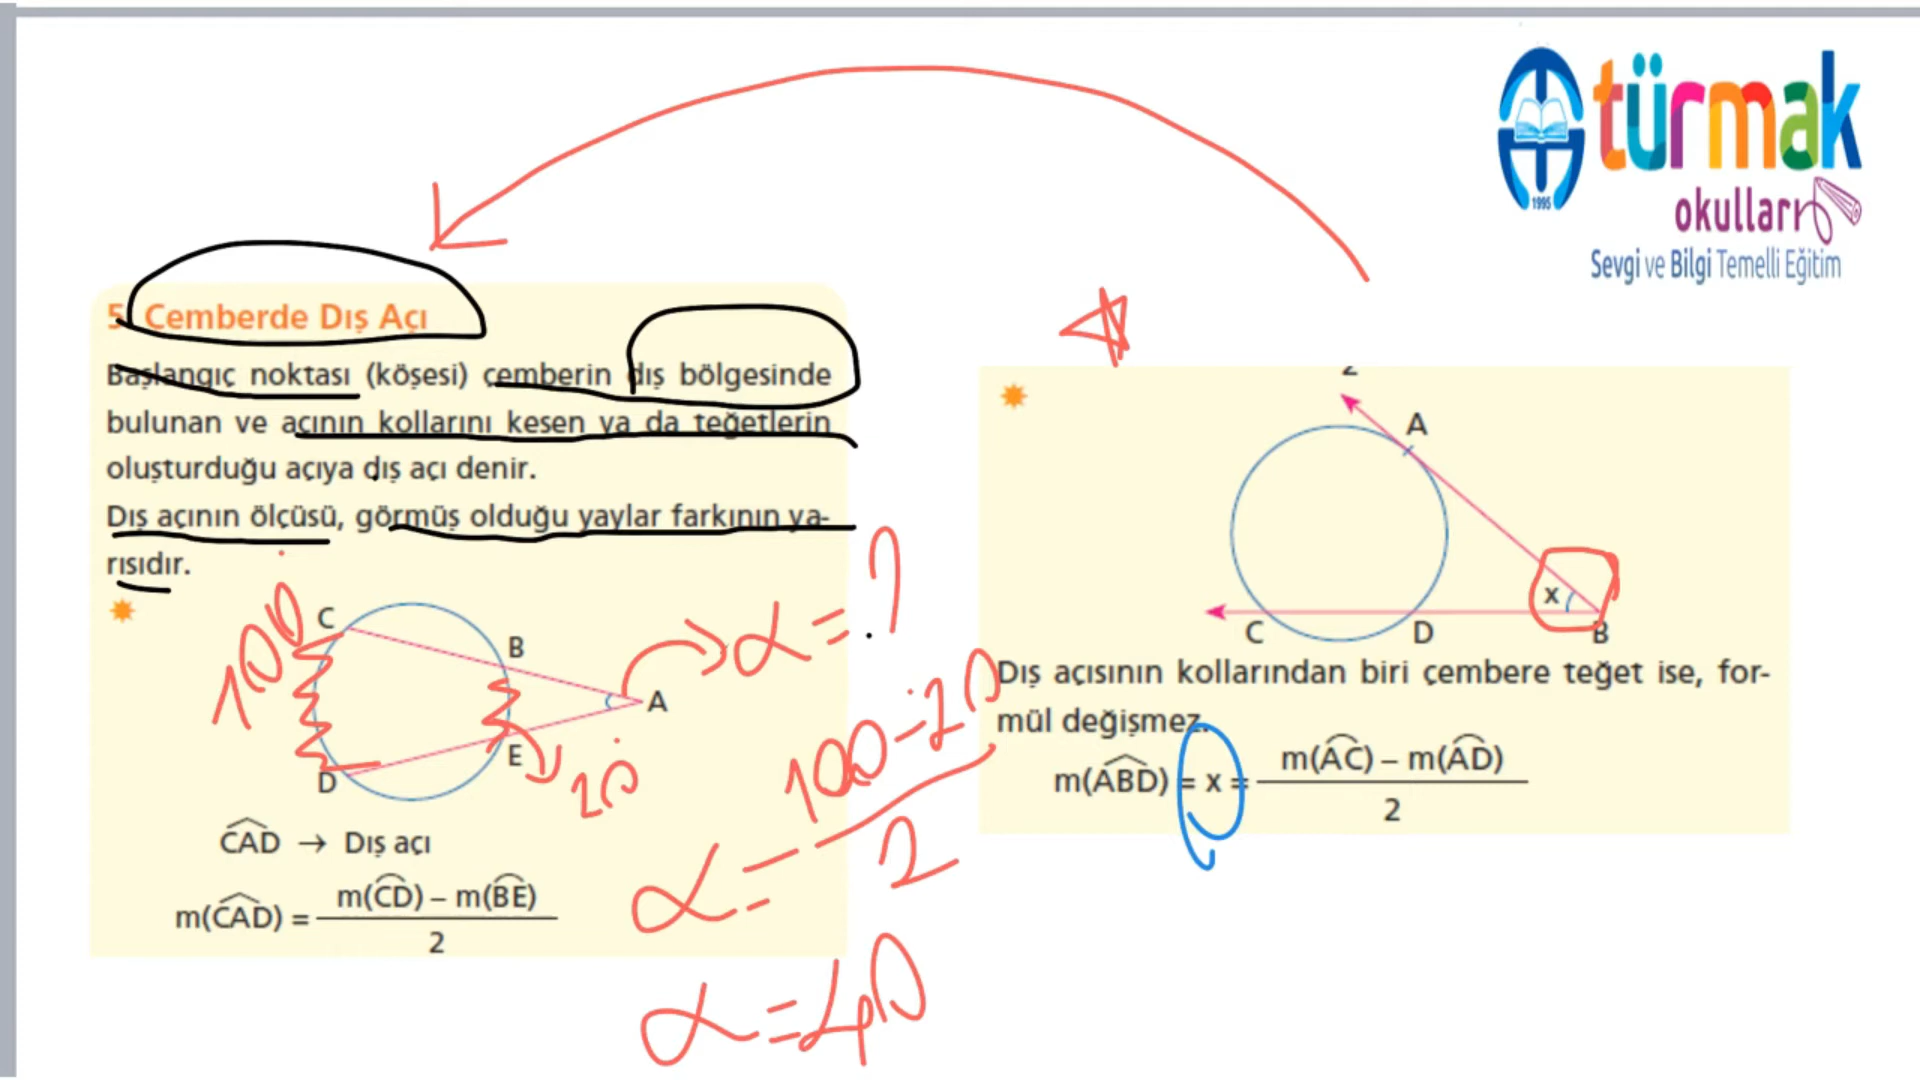 türmak
okulları
1995
Sevgi ve Bilgi Temelli Eğitim
5. Çemberde Dış Açı
Başlangıç noktası (köşesi) çemberin dış bölgesinde
bulunan ve açının kollarını kesen ya da teğetlerin
oluşturduğu açıya dış açı denir.
Dış açının ölçüsü, görmüş olduğu yaylar farkının ya-
rısıdır.
C
B
A
E
D
100°
20°
α = ?
CAD → Dış açı
m(CAD) = m(CD) – m(BE) / 2
α = 100 - 20 / 2
α = 40
A
x
C
D
B
Dış açısının kollarından biri çembere teğet ise, for-
mül değişmez.
m(ABD) = x = m(AC) – m(AD) / 2